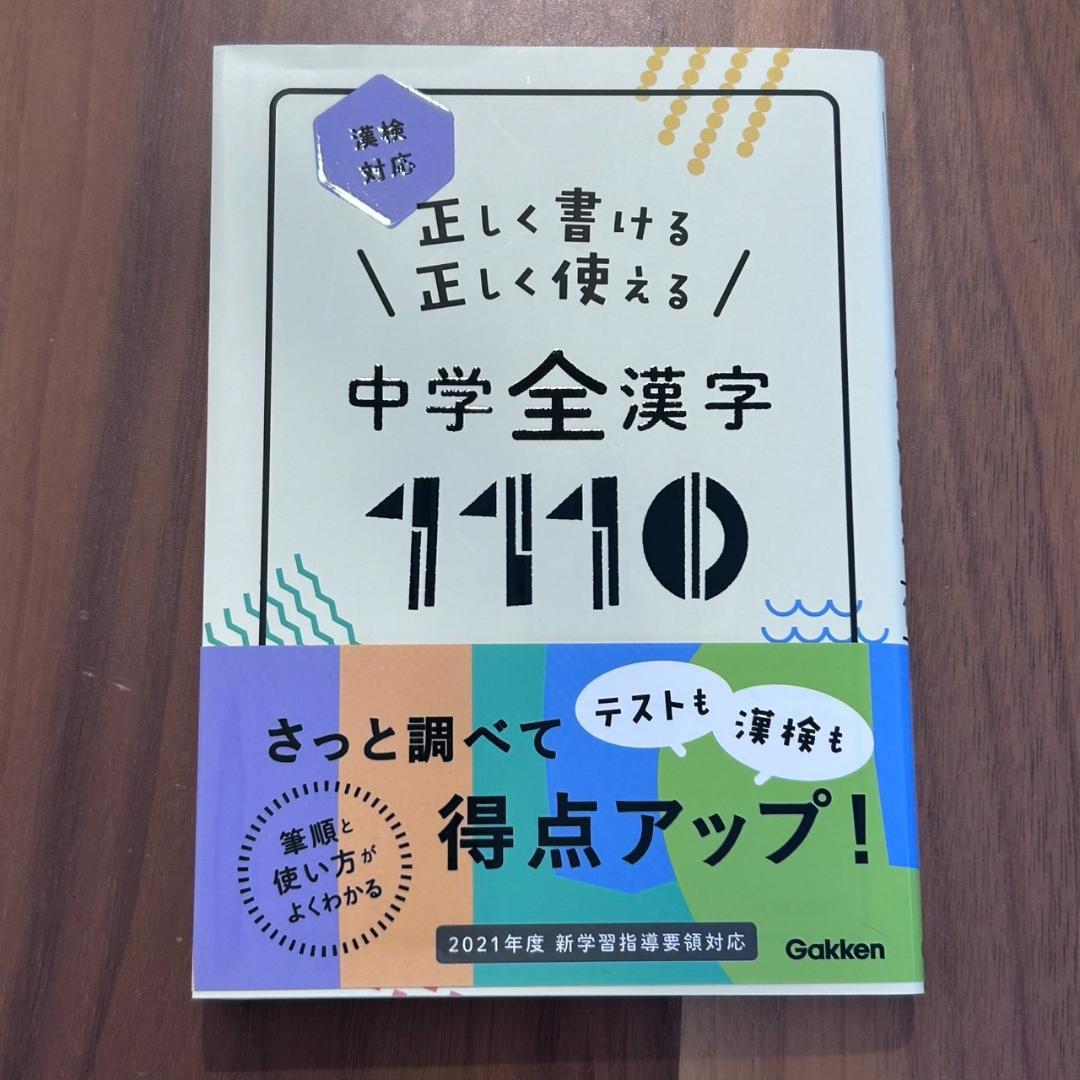 漢検
対応
正しく書ける
正しく使える
中学全漢字
1110
さっと調べて
テストも
漢検も
得点アップ!
筆順と
使い方が
よくわかる
2021年度 新学習指導要領対応
Gakken